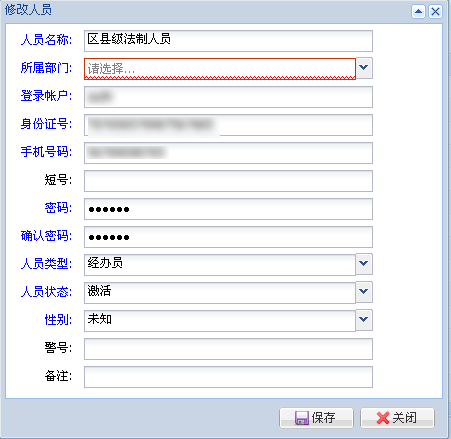 修改人员
人员名称: 区县级法制人员
所属部门: 请选择...
登录帐户:
身份证号:
手机号码:
短号:
密码: ●●●●●●
确认密码: ●●●●●●
人员类型: 经办员
人员状态: 激活
性别: 未知
警号:
备注:
保存 关闭